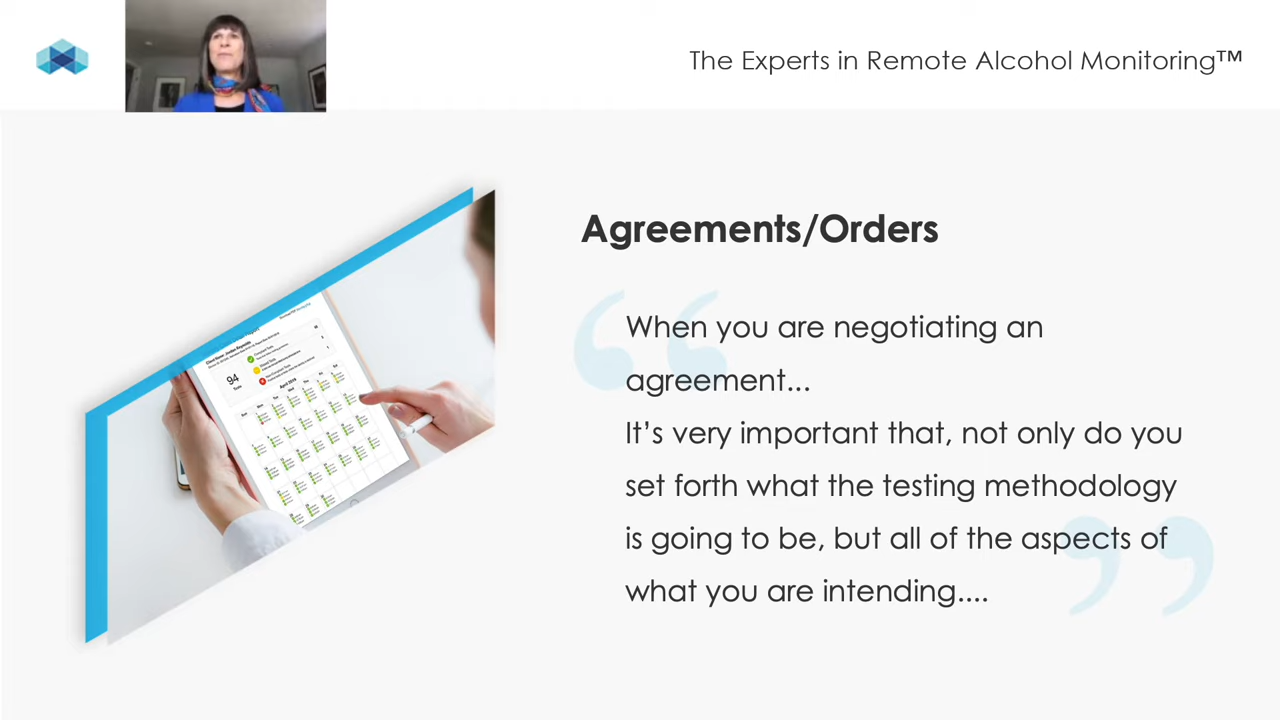 The Experts in Remote Alcohol Monitoring™
Agreements/Orders
When you are negotiating an
agreement...
It's very important that, not only do you
set forth what the testing methodology
is going to be, but all of the aspects of
what you are intending....
94
Tests
April 2019